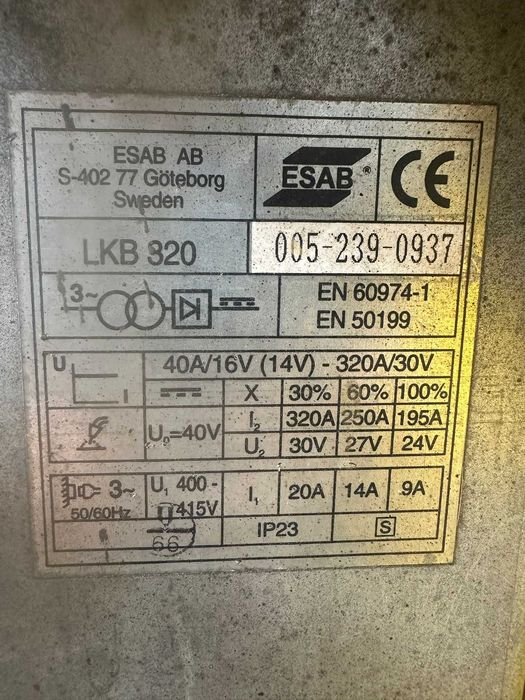 ESAB AB
S-402 77 Göteborg
Sweden
ESAB®
CE
LKB 320
005-239-0937
3~
EN 60974-1
EN 50199
U
I
40A/16V (14V) - 320A/30V
X 30% 60% 100%
U₀=40V
I₂ 320A 250A 195A
U₂ 30V 27V 24V
3~
50/60Hz
U₁ 400 -
415V
I₁ 20A 14A 9A
66
IP23
S